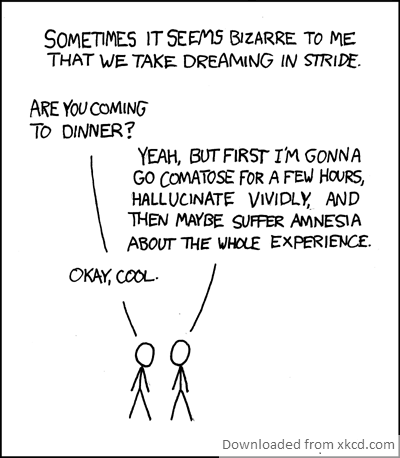 SOMETIMES IT SEEMS BIZARRE TO ME
THAT WE TAKE DREAMING IN STRIDE.
ARE YOU COMING
TO DINNER?
YEAH, BUT FIRST I'M GONNA
GO COMATOSE FOR A FEW HOURS,
HALLUCINATE VIVIDLY, AND
THEN MAYBE SUFFER AMNESIA
ABOUT THE WHOLE EXPERIENCE.
OKAY, COOL.
Downloaded from xkcd.com